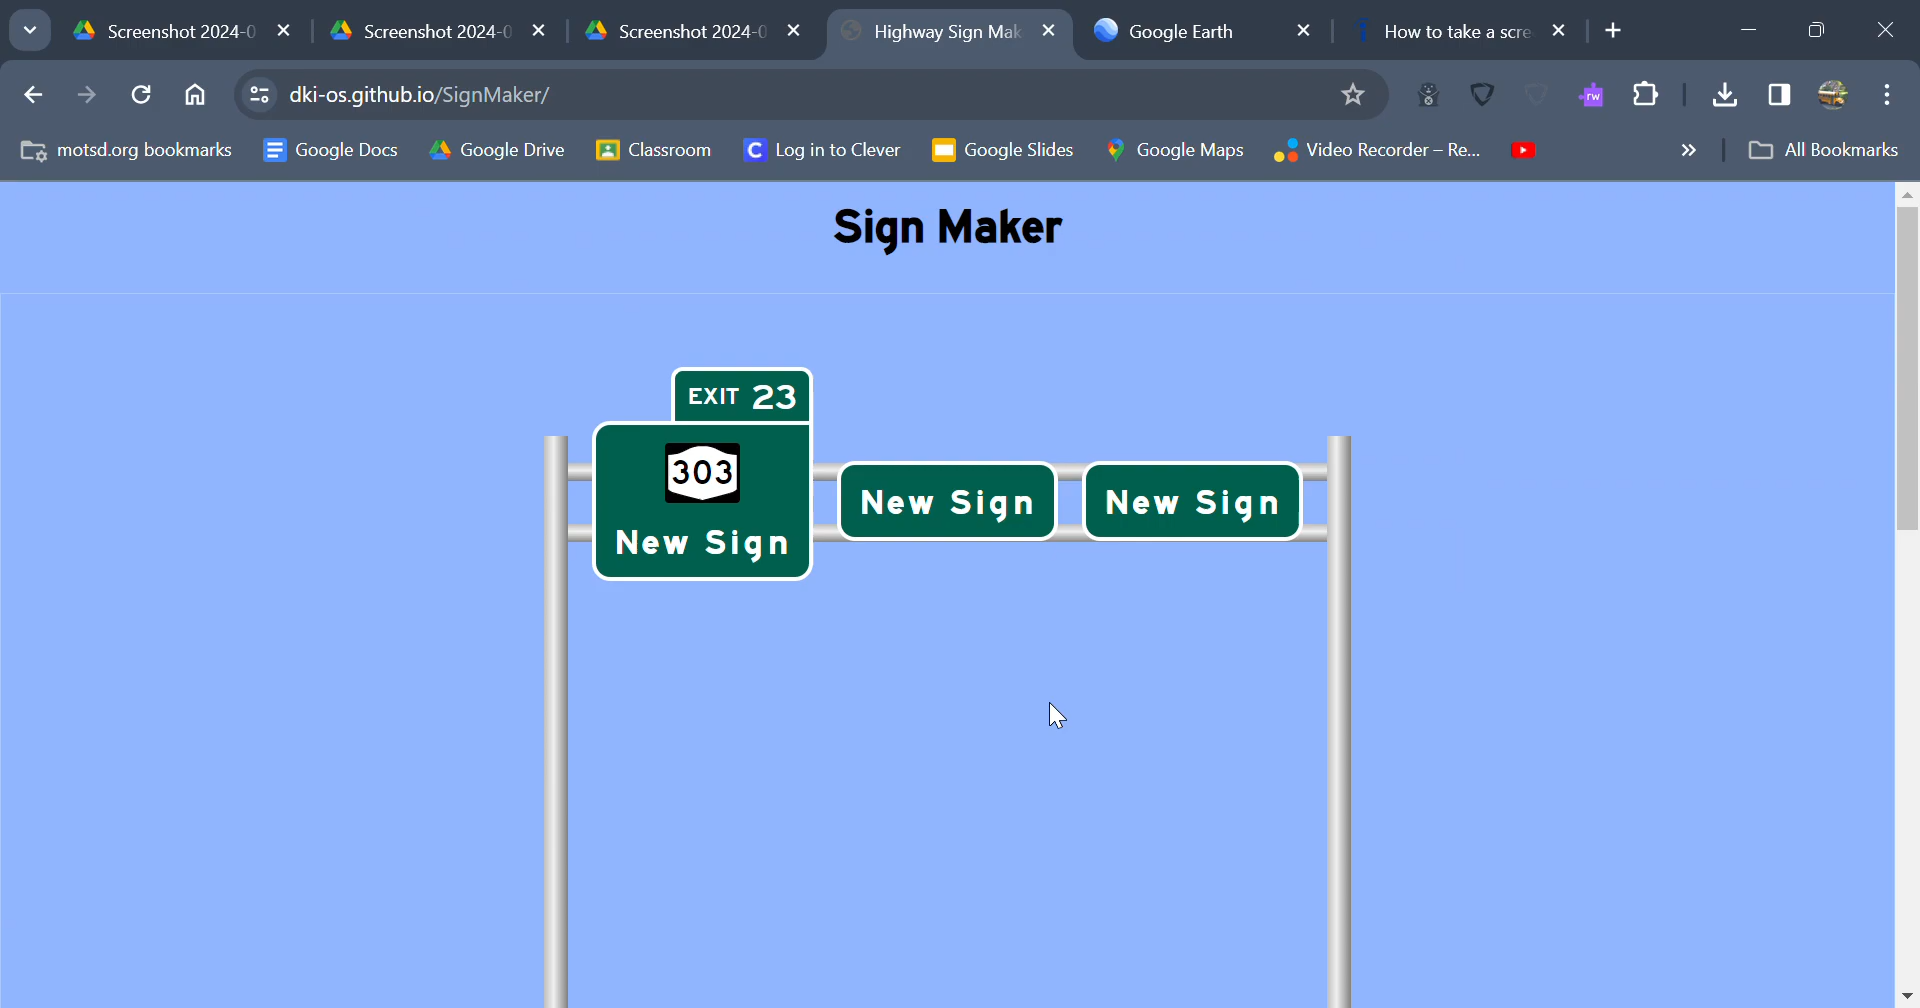 Screenshot 2024-0
Screenshot 2024-0
Screenshot 2024-0
Highway Sign Mak
Google Earth
How to take a scre
dki-os.github.io/SignMaker/
rw
motsd.org bookmarks
Google Docs
Google Drive
Classroom
C Log in to Clever
Google Slides
Google Maps
Video Recorder – Re...
All Bookmarks
Sign Maker
EXIT 23
303
New Sign
New Sign
New Sign